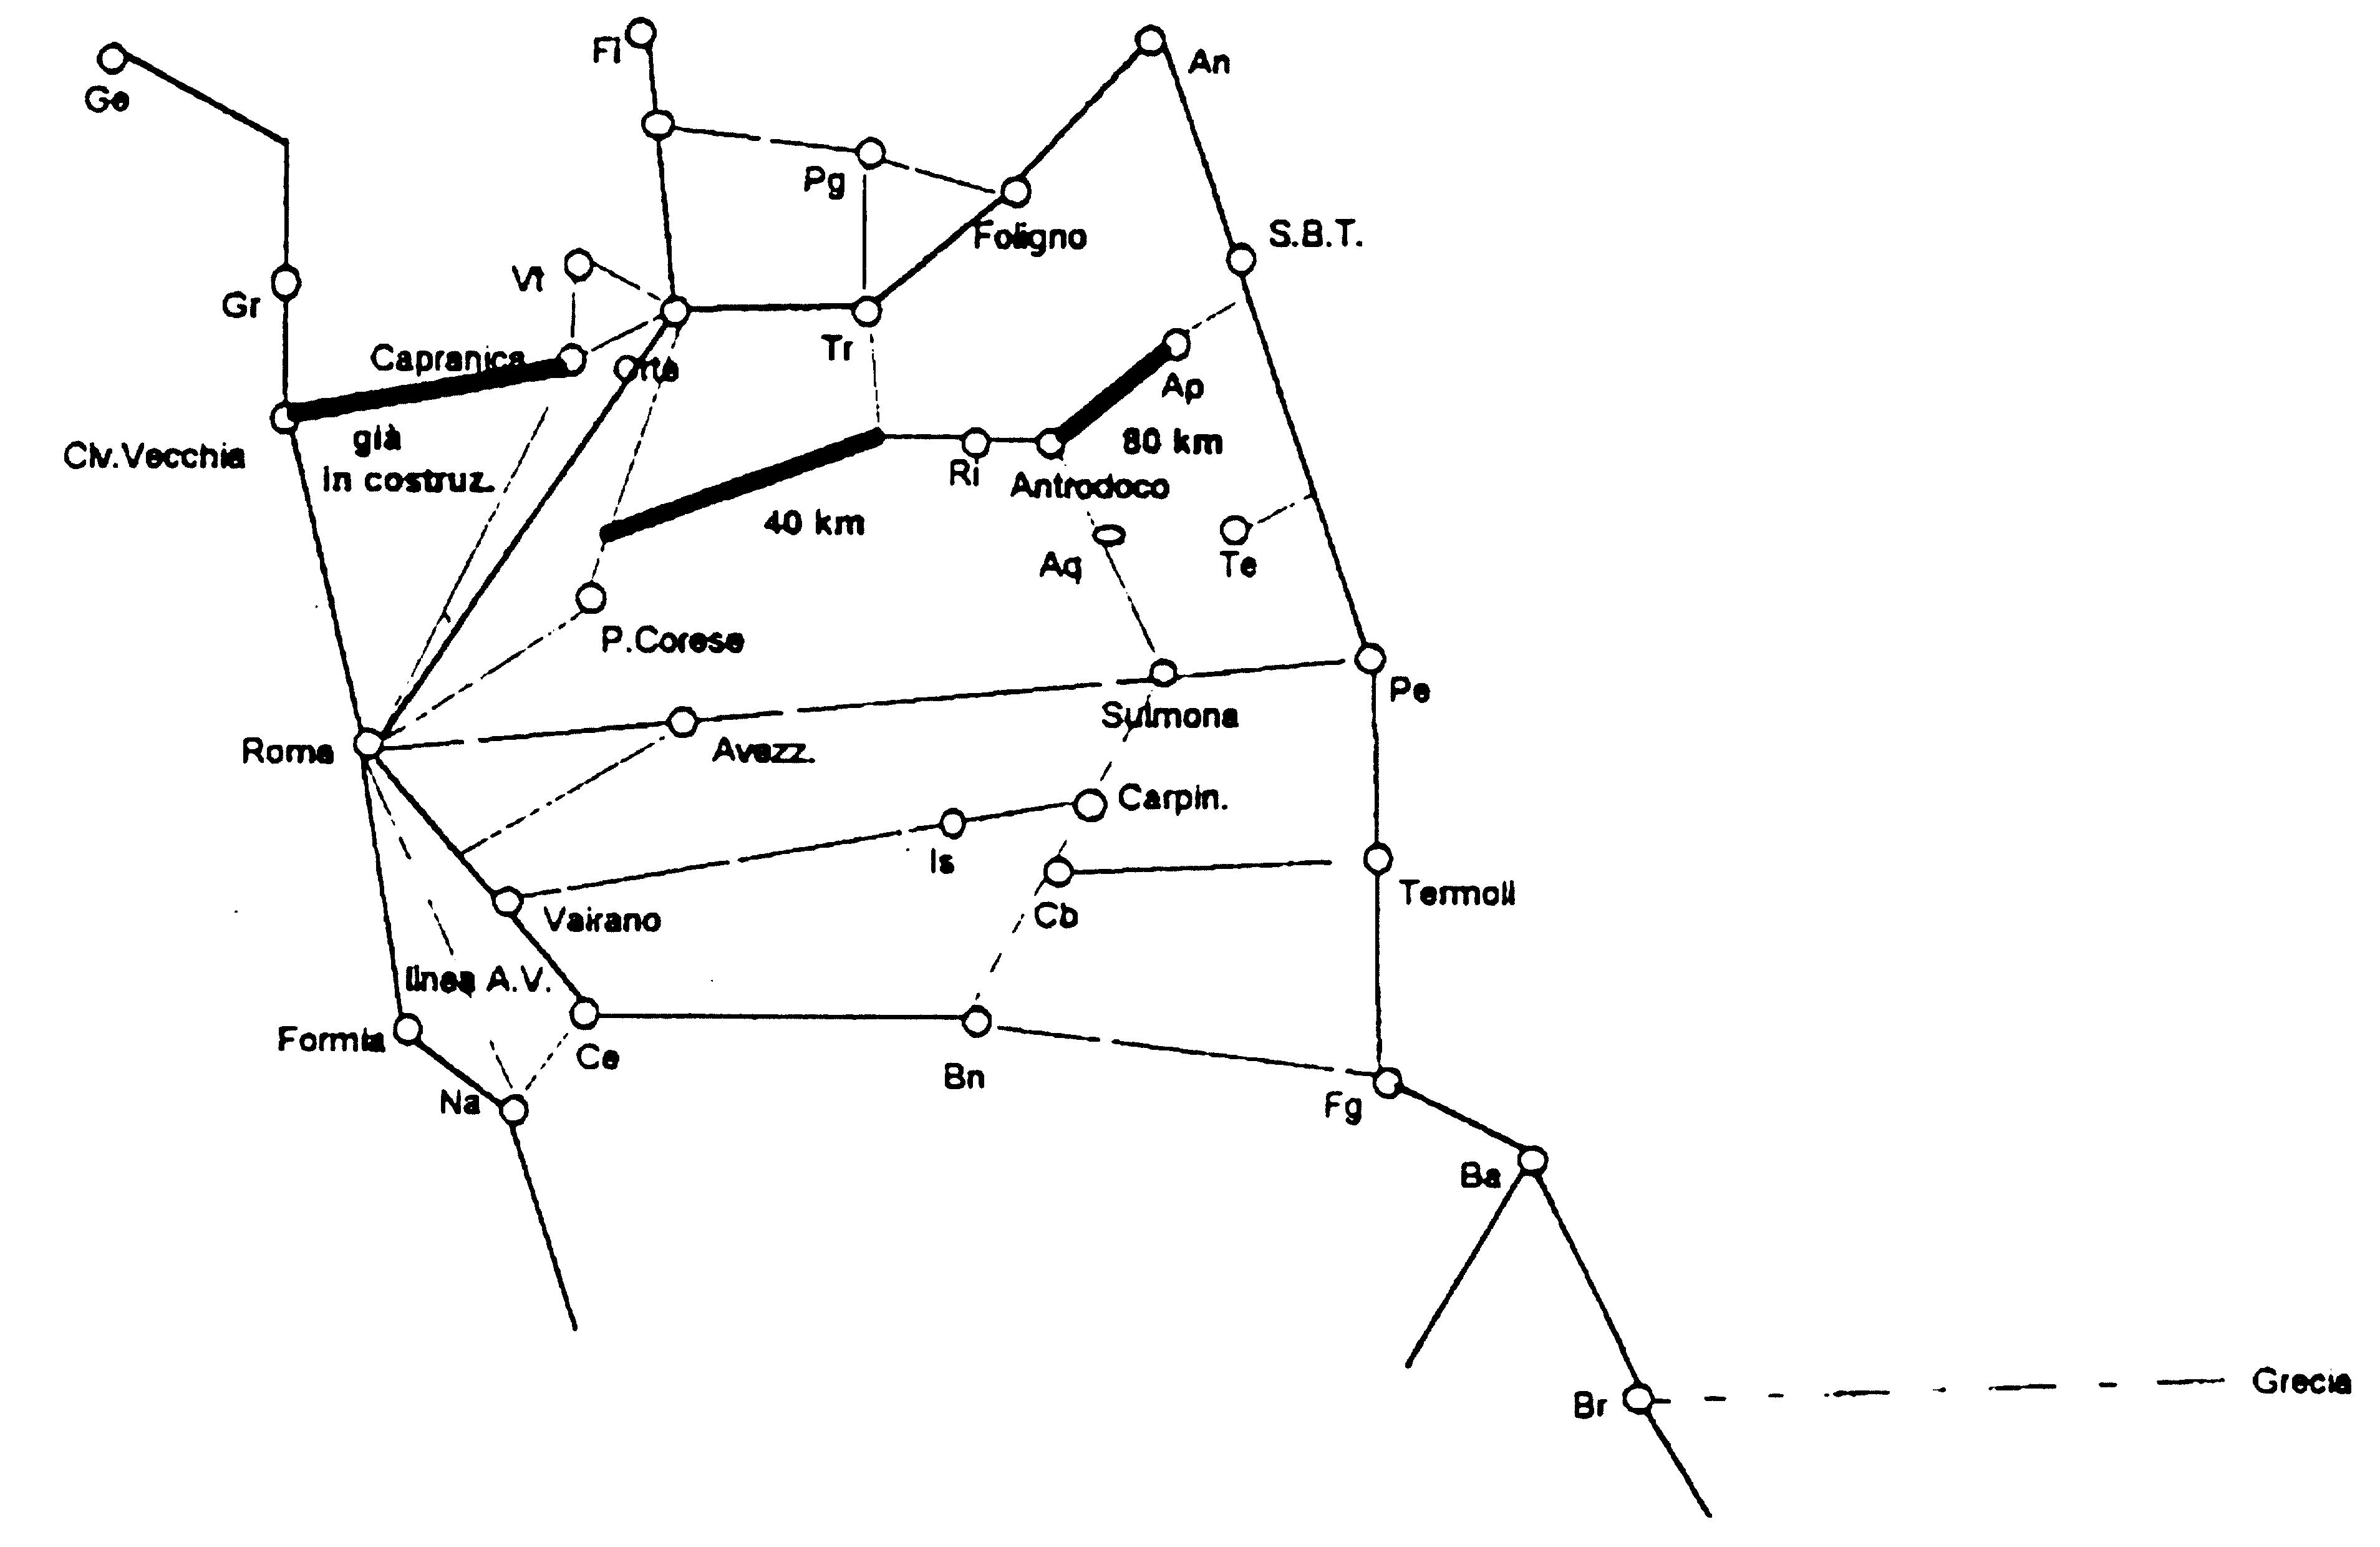 Fi
An
Ge
Pg
Foligno
S.B.T.
Vt
Gr
Capranica
Orte
Tr
Ap
già
in costruz.
Civ.Vecchia
80 km
Ri
Antrodoco
40 km
Aq
Te
P.Corese
Pe
Sulmona
Roma
Avezz.
Carpin.
Is
Termoli
Cb
Vairano
linea A.V.
Formia
Ce
Bn
Na
Fg
Ba
Br
Grecia